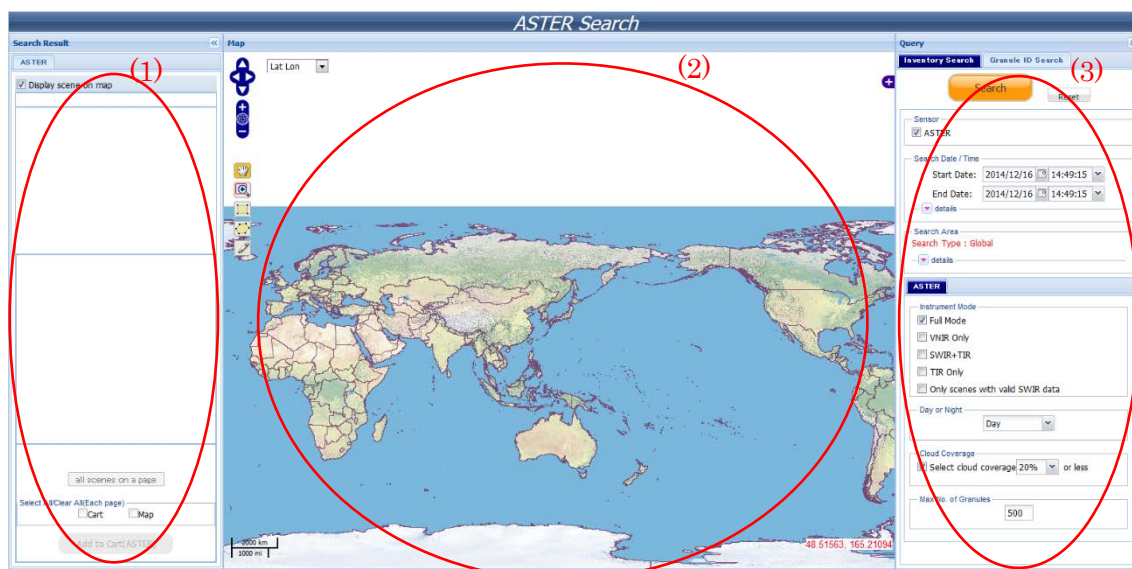 ASTER Search
Search Result
ASTER
(1)
Display scene on map
all scenes on a page
Select All/Clear All(Each page)
Cart
Map
Add to Cart(ASTER)
Map
Lat Lon
(2)
2000 km
1000 mi
48.51563, 165.21094
Query
Inventory Search
Granule ID Search
(3)
Search
Reset
Sensor
ASTER
Search Date / Time
Start Date: 2014/12/16 14:49:15
End Date: 2014/12/16 14:49:15
details
Search Area
Search Type : Global
details
ASTER
Instrument Mode
Full Mode
VNIR Only
SWIR+TIR
TIR Only
Only scenes with valid SWIR data
Day or Night
Day
Cloud Coverage
Select cloud coverage 20% or less
Max No. of Granules
500